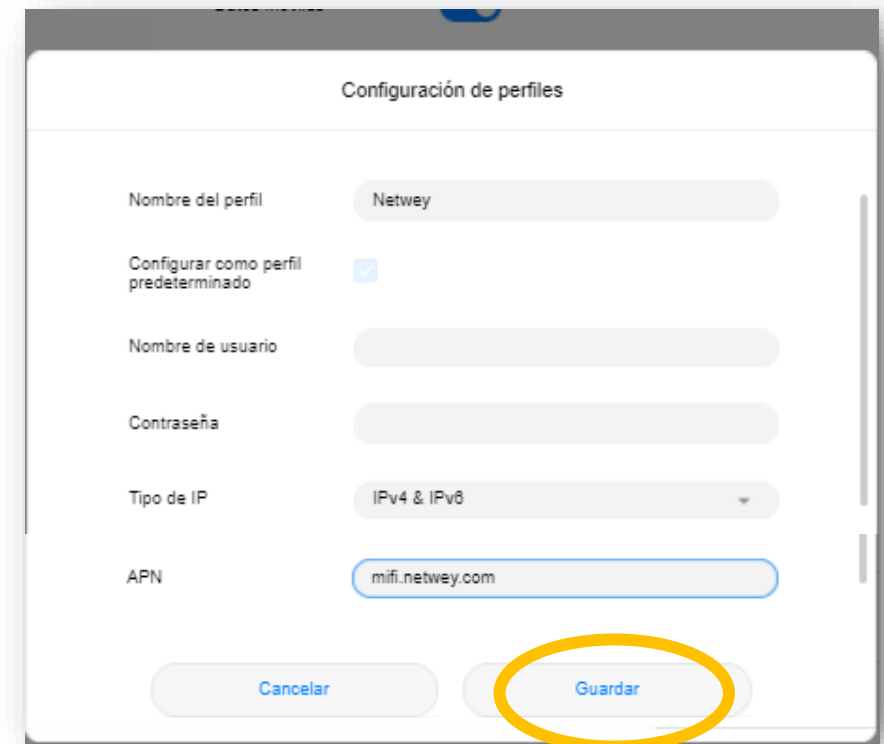 Configuración de perfiles
Nombre del perfil
Netwey
Configurar como perfil
predeterminado
Nombre de usuario
Contraseña
Tipo de IP
IPv4 & IPv6
APN
mifi.netwey.com
Cancelar
Guardar